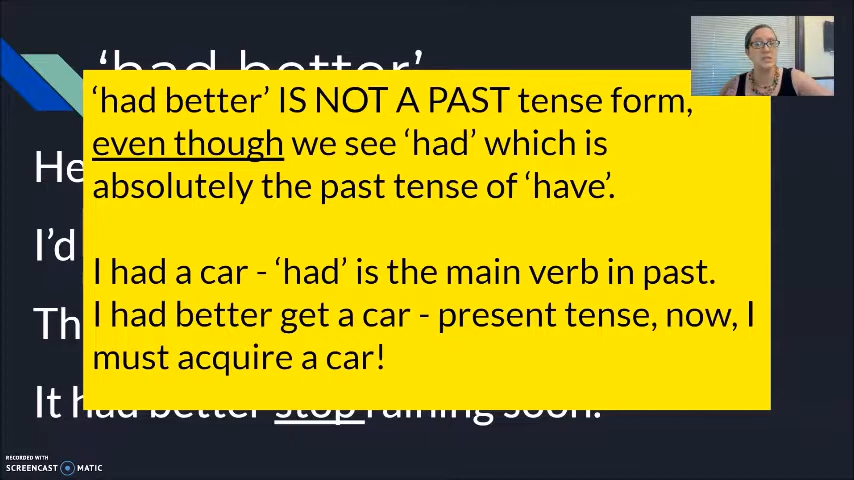 'had better'
'had better' IS NOT A PAST tense form,
even though we see 'had' which is
absolutely the past tense of 'have'.
I had a car - 'had' is the main verb in past.
I had better get a car - present tense, now, I
must acquire a car!
He
I'd
Th
It had better stop raining soon.
RECORDED WITH
SCREENCAST MATIC